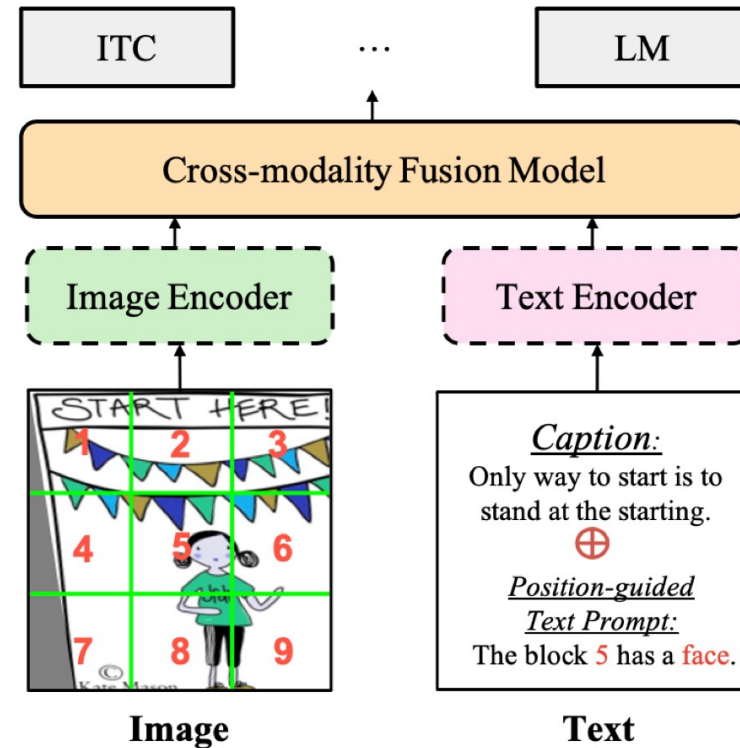 ITC
...
LM
Cross-modality Fusion Model
Image Encoder
Text Encoder
START HERE!
1 2 3
4 5 6
7 8 9
©
Kate Mason
Caption:
Only way to start is to
stand at the starting.
⊕
Position-guided
Text Prompt:
The block 5 has a face.
Image
Text